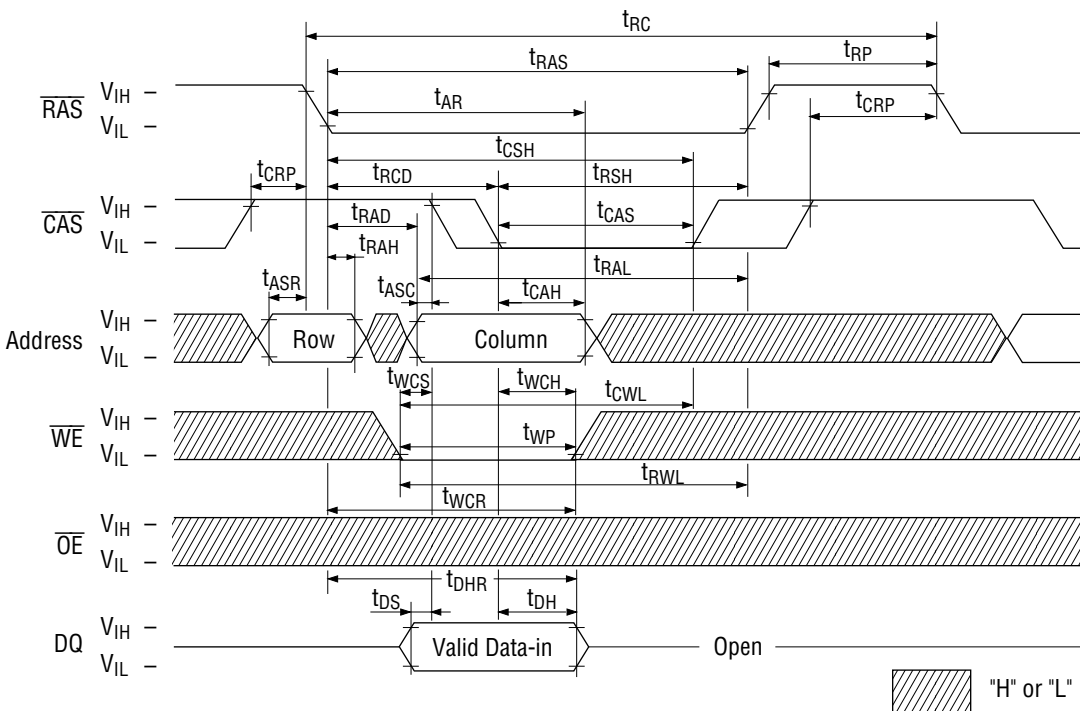 tRC
tRAS
tRP
RAS
VIH –
VIL –
tAR
tCRP
tCSH
tCRP
tRCD
tRSH
CAS
VIH –
VIL –
tRAD
tCAS
tRAH
tRAL
tASR
tASC
tCAH
Address
VIH –
VIL –
Row
Column
tWCS
tWCH
tCWL
WE
VIH –
VIL –
tWP
tRWL
tWCR
OE
VIH –
VIL –
tDHR
tDS
tDH
DQ
VIH –
VIL –
Valid Data-in
Open
"H" or "L"